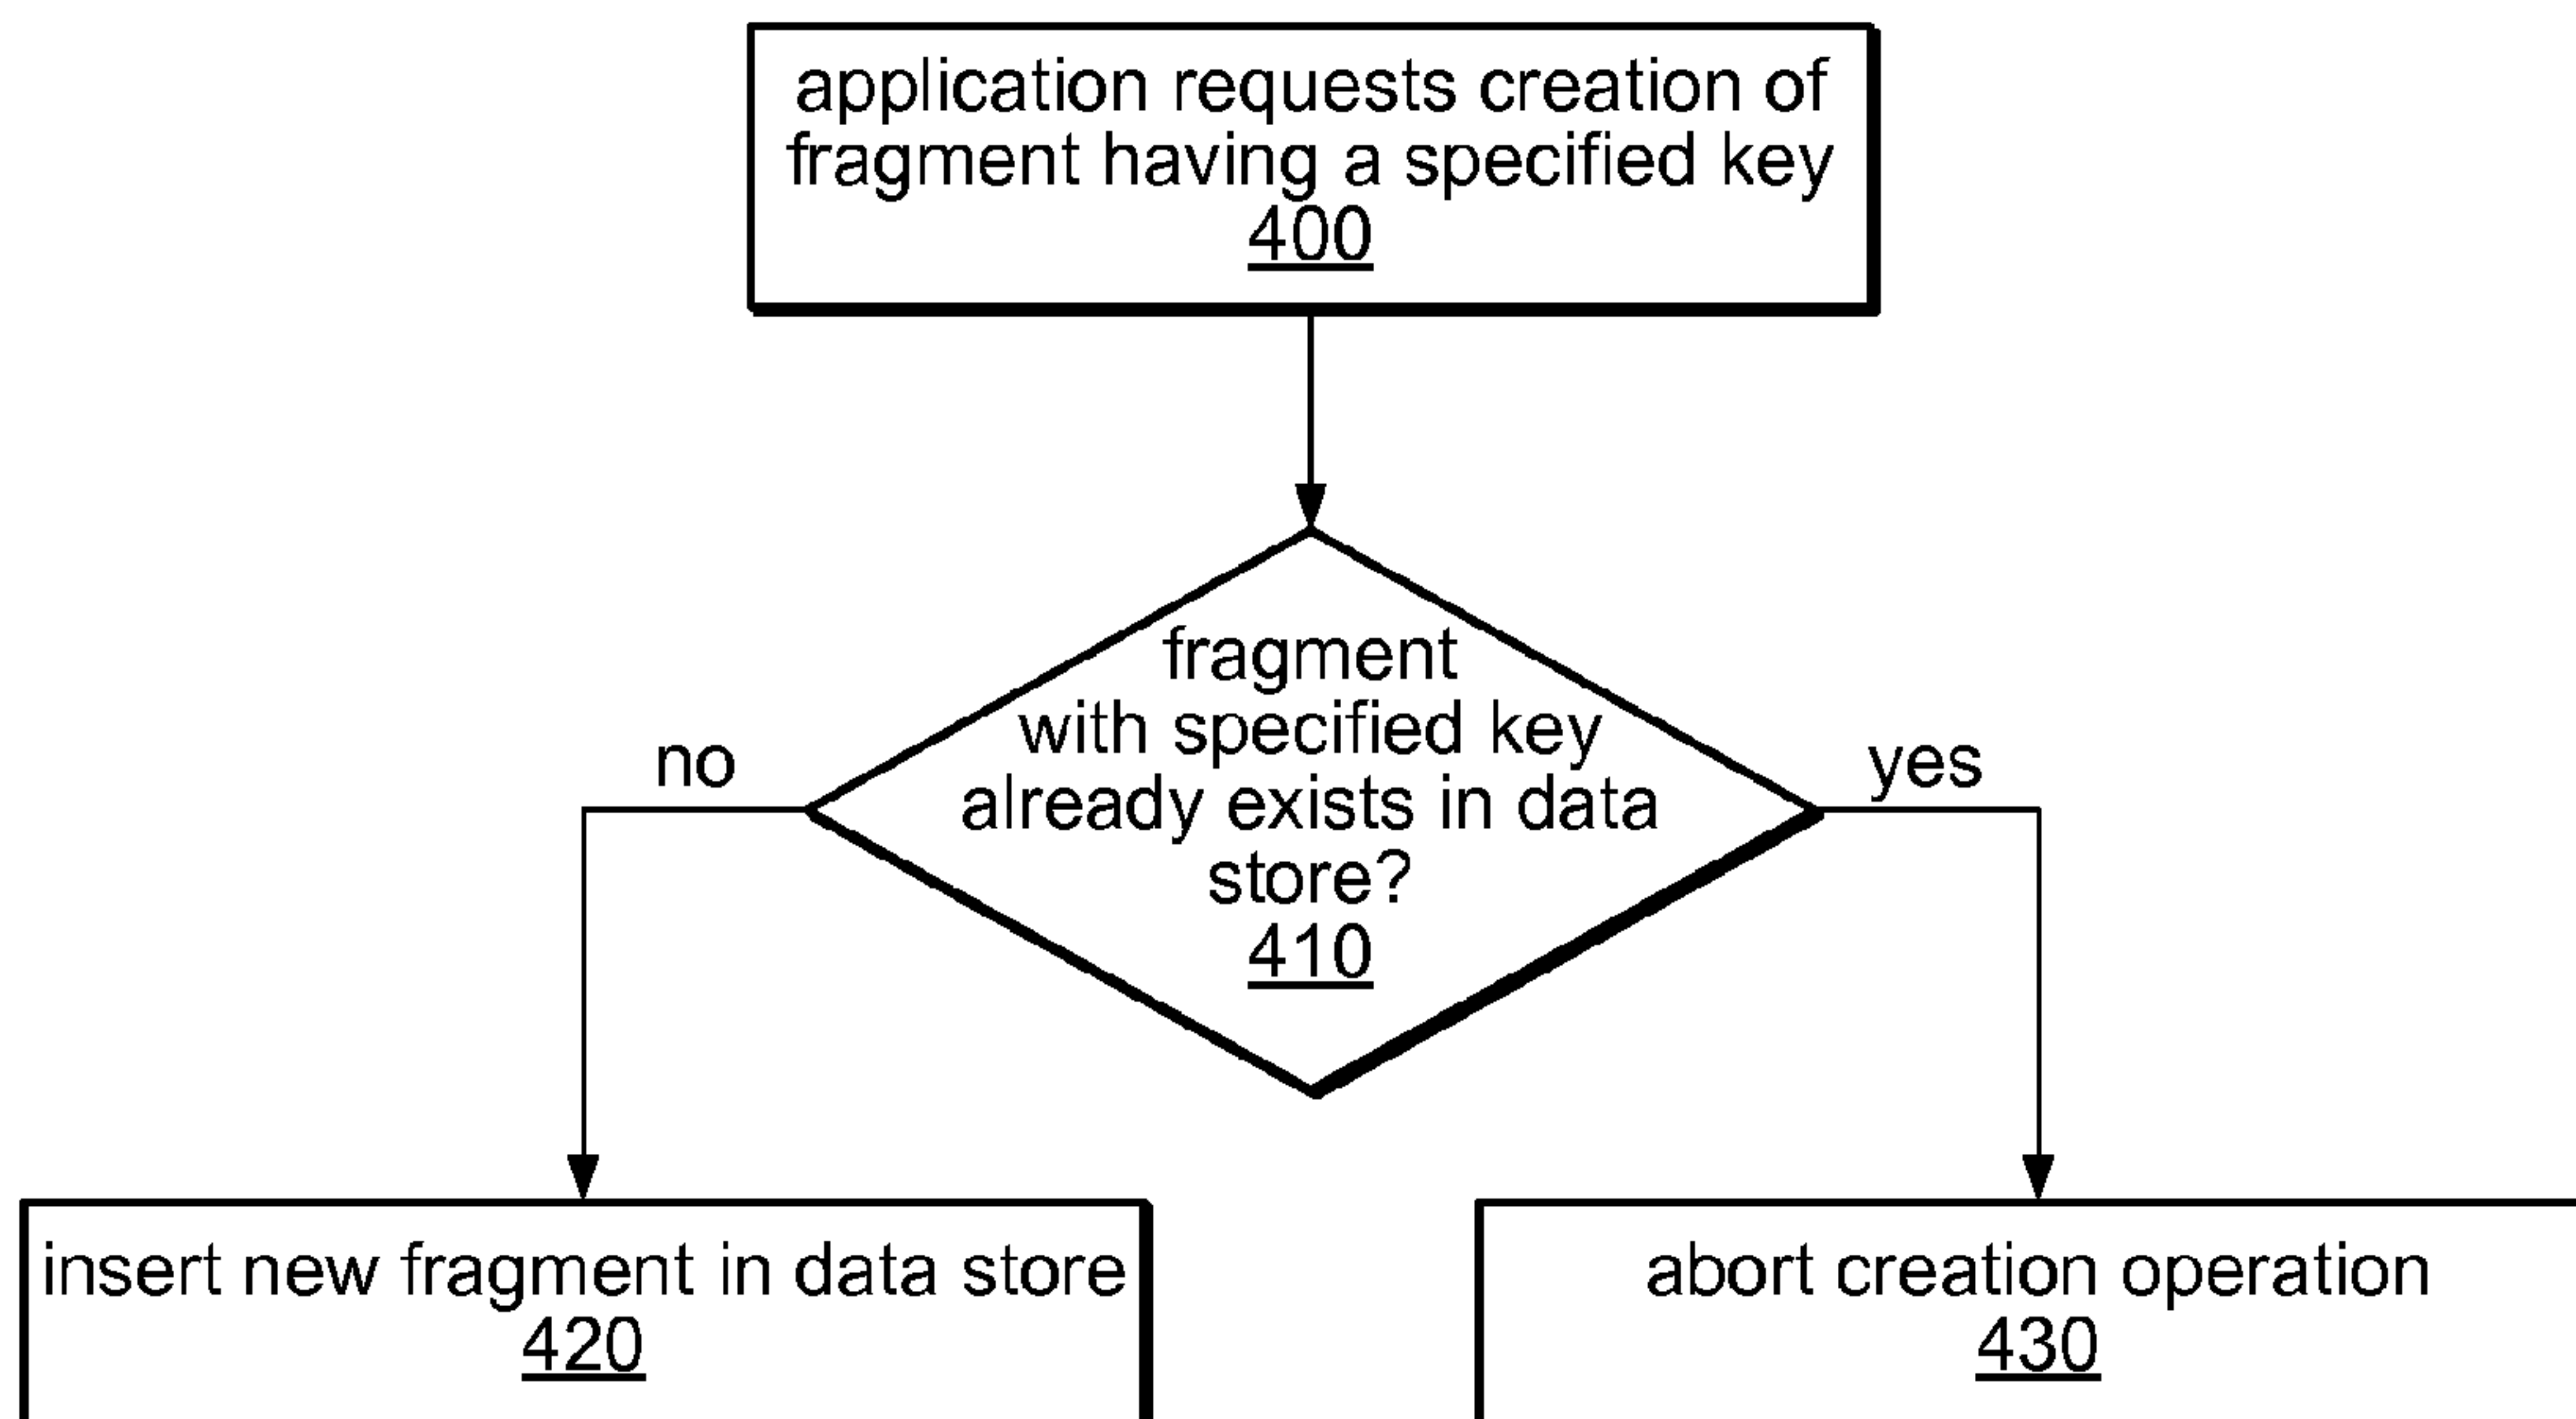 application requests creation of
fragment having a specified key
400
fragment
with specified key
already exists in data
store?
410
no
yes
insert new fragment in data store
420
abort creation operation
430